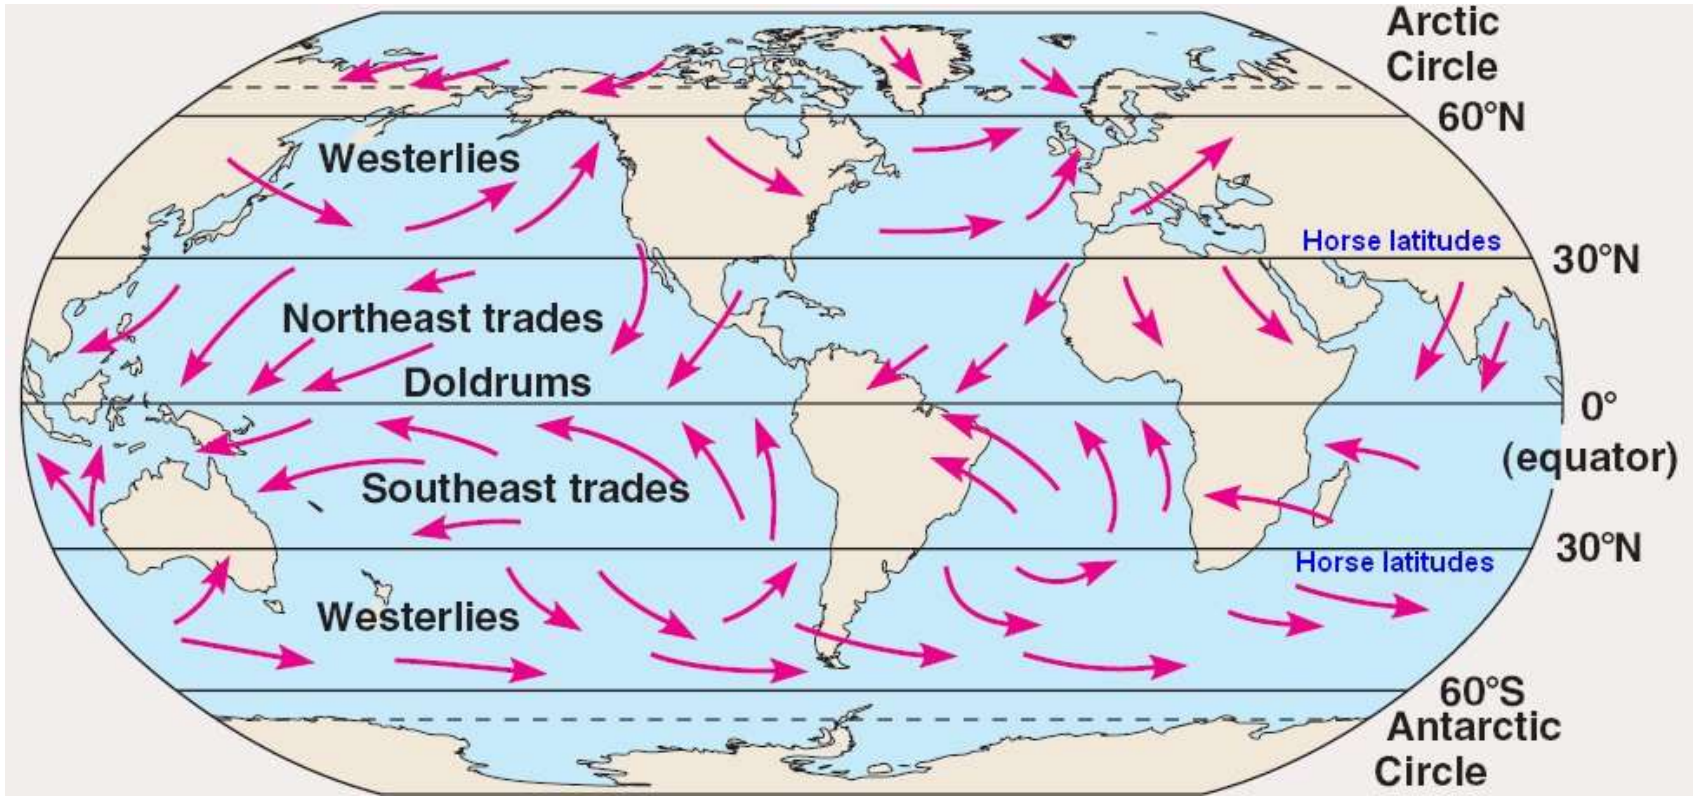 Arctic
Circle
60°N
Westerlies
Horse latitudes
30°N
Northeast trades
Doldrums
0°
(equator)
Southeast trades
30°N
Horse latitudes
Westerlies
60°S
Antarctic
Circle